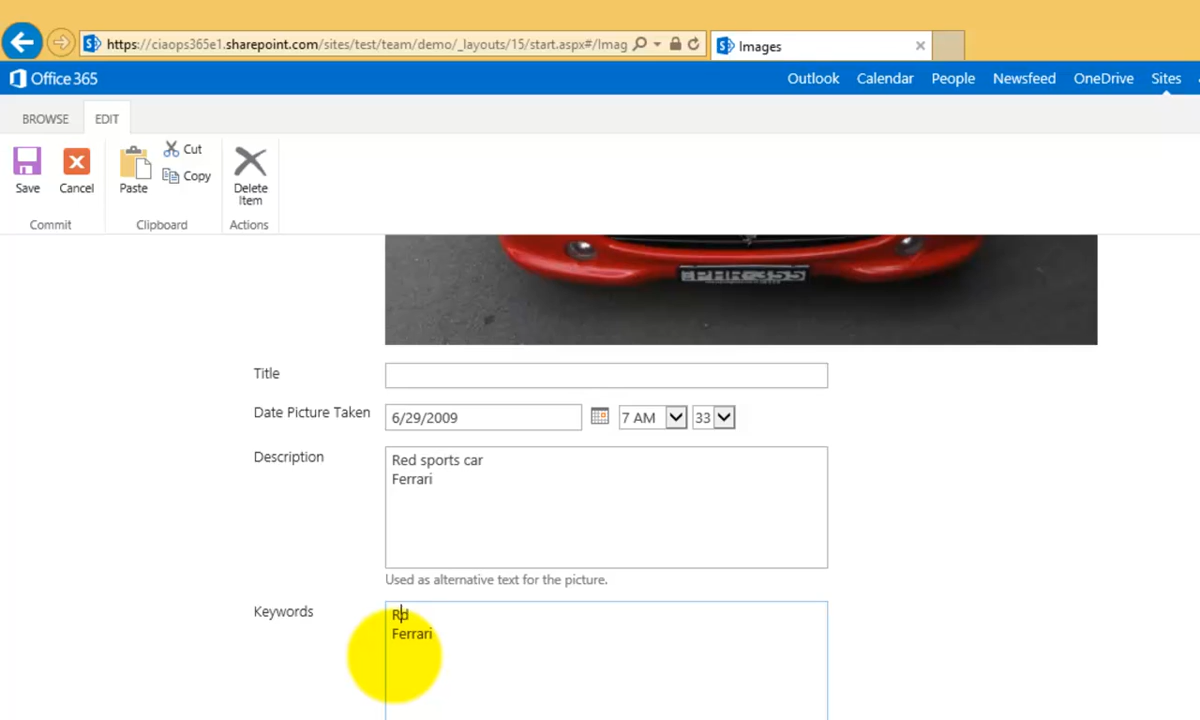 https://ciaops365e1.sharepoint.com/sites/test/team/demo/_layouts/15/start.aspx#/Imag
Images
Office 365
Outlook Calendar People Newsfeed OneDrive Sites
BROWSE EDIT
Save
Cancel
Paste
Cut
Copy
Delete
Item
Commit
Clipboard
Actions
PHR·355
Title
Date Picture Taken
6/29/2009
7 AM
33
Description
Red sports car
Ferrari
Used as alternative text for the picture.
Keywords
Rd
Ferrari